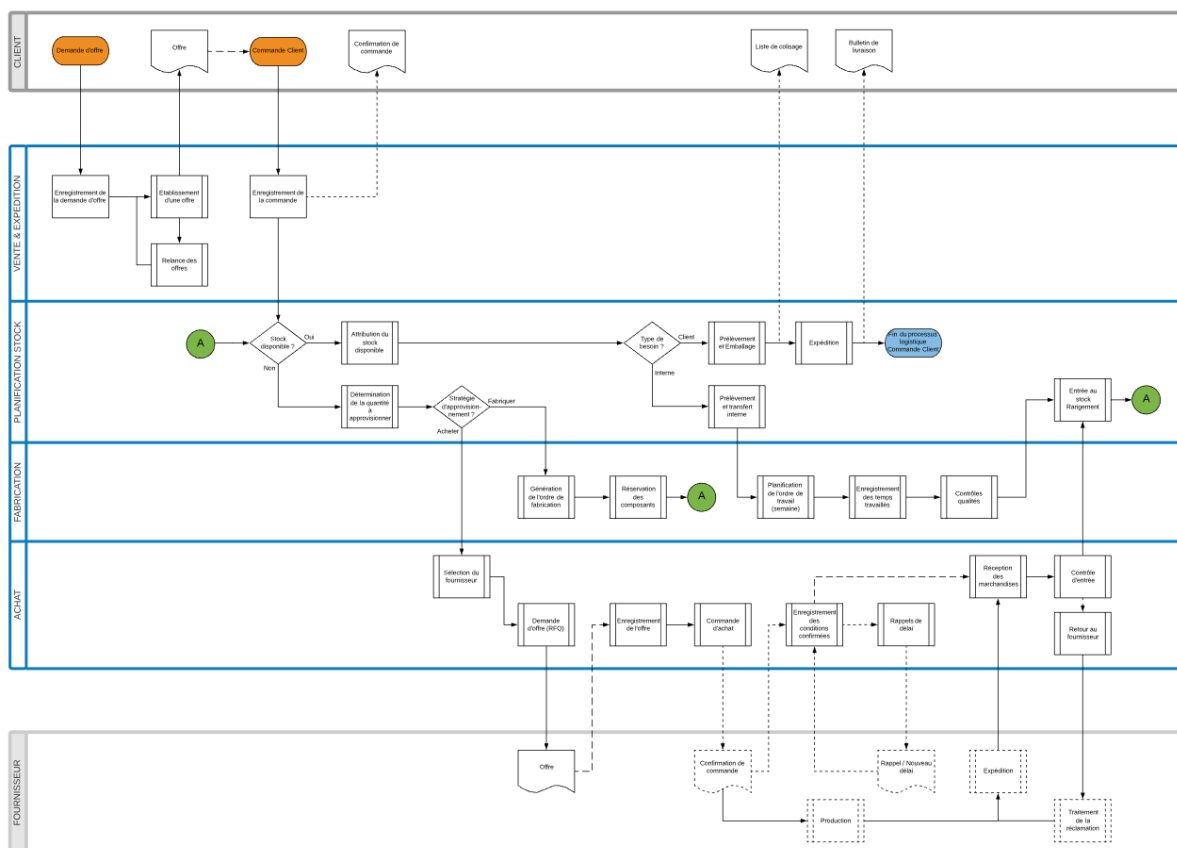 CLIENT
Demande d'offre
Offre
Commande Client
Confirmation de
commande
Liste de colisage
Bulletin de
livraison
VENTE & EXPEDITION
Enregistrement de
la demande d'offre
Etablissement
d'une offre
Enregistrement de
la commande
Relance des
offres
PLANIFICATION STOCK
A
Stock
disponible ?
Oui
Non
Attribution du
stock
disponible
Type de
besoin ?
Client
Interne
Prélèvement
et Emballage
Expédition
Fin du processus
logistique
Commande Client
Détermination
de la quantité
à
approvisionner
Stratégie
d'approvision-
nement ?
Fabriquer
Acheter
Prélèvement
et transfert
interne
Entrée au
stock
Rangement
A
FABRICATION
Génération
de l'ordre de
fabrication
Réservation
des
composants
A
Planification
de l'ordre de
travail
(semaine)
Enregistrement
des temps
travaillés
Contrôles
qualités
ACHAT
Sélection du
fournisseur
Réception
des
marchandises
Contrôle
d'entrée
Demande
d'offre (RFQ)
Enregistrement
de l'offre
Commande
d'achat
Enregistrement
des
conditions
confirmées
Rappels de
délai
Retour au
fournisseur
FOURNISSEUR
Offre
Confirmation de
commande
Rappel / Nouveau
délai
Expédition
Production
Traitement
de la
réclamation